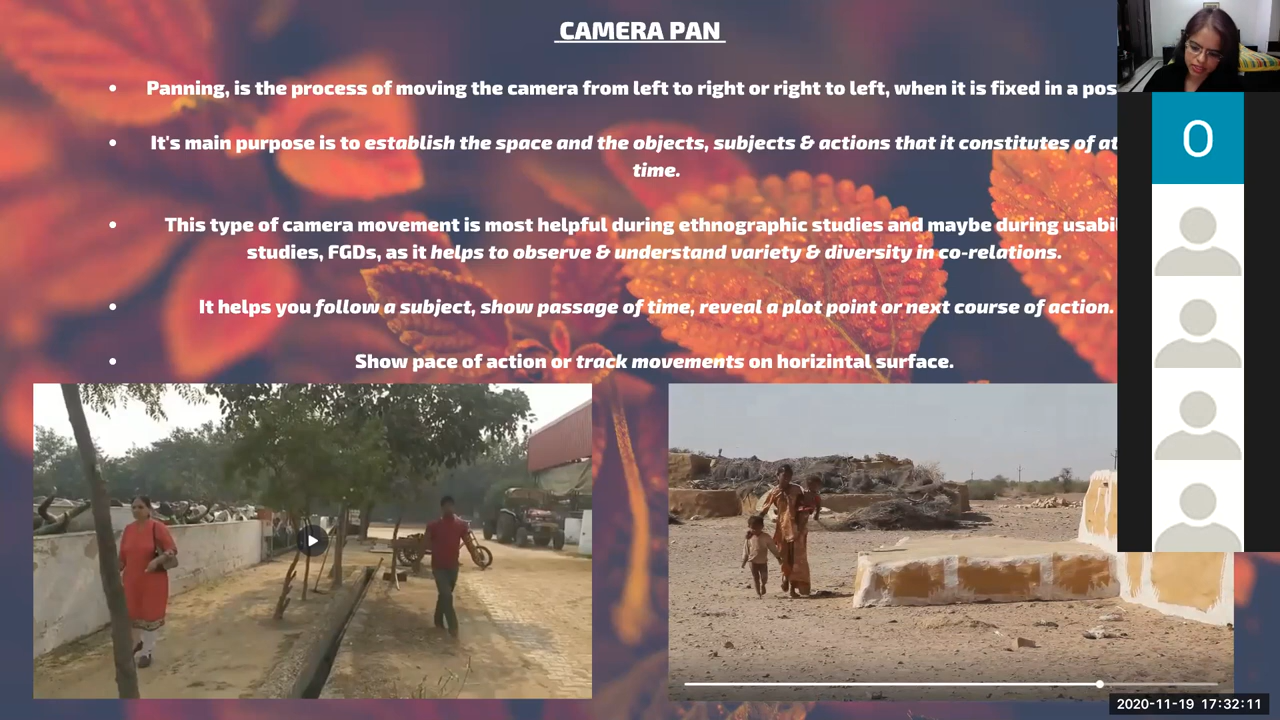 CAMERA PAN
• Panning, is the process of moving the camera from left to right or right to left, when it is fixed in a pos
• It's main purpose is to establish the space and the objects, subjects & actions that it constitutes of at
time.
• This type of camera movement is most helpful during ethnographic studies and maybe during usabil
studies, FGDs, as it helps to observe & understand variety & diversity in co-relations.
• It helps you follow a subject, show passage of time, reveal a plot point or next course of action.
• Show pace of action or track movements on horizintal surface.
O
2020-11-19 17:32:11